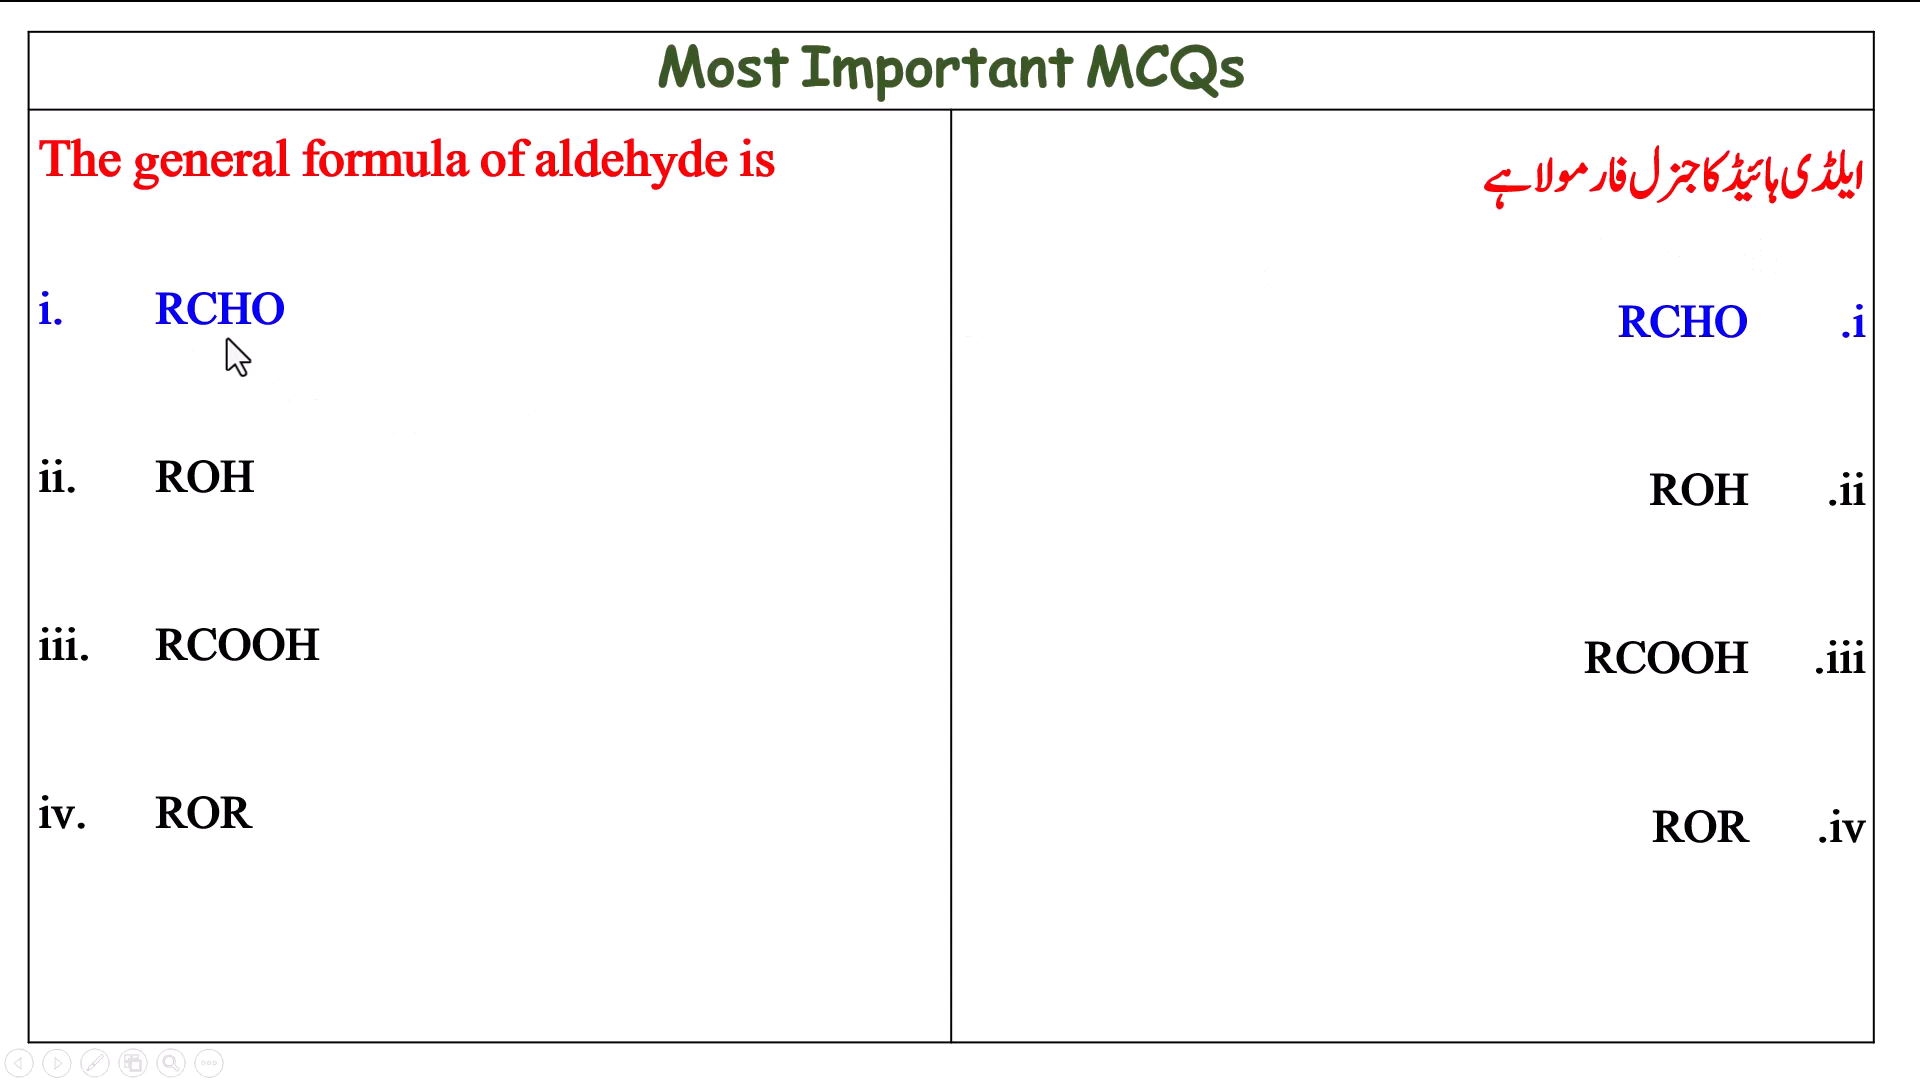 Most Important MCQs
The general formula of aldehyde is
i. RCHO
ii. ROH
iii. RCOOH
iv. ROR
ایلڈی ہائیڈ کا جنرل فارمولا ہے
.i RCHO
.ii ROH
.iii RCOOH
.iv ROR